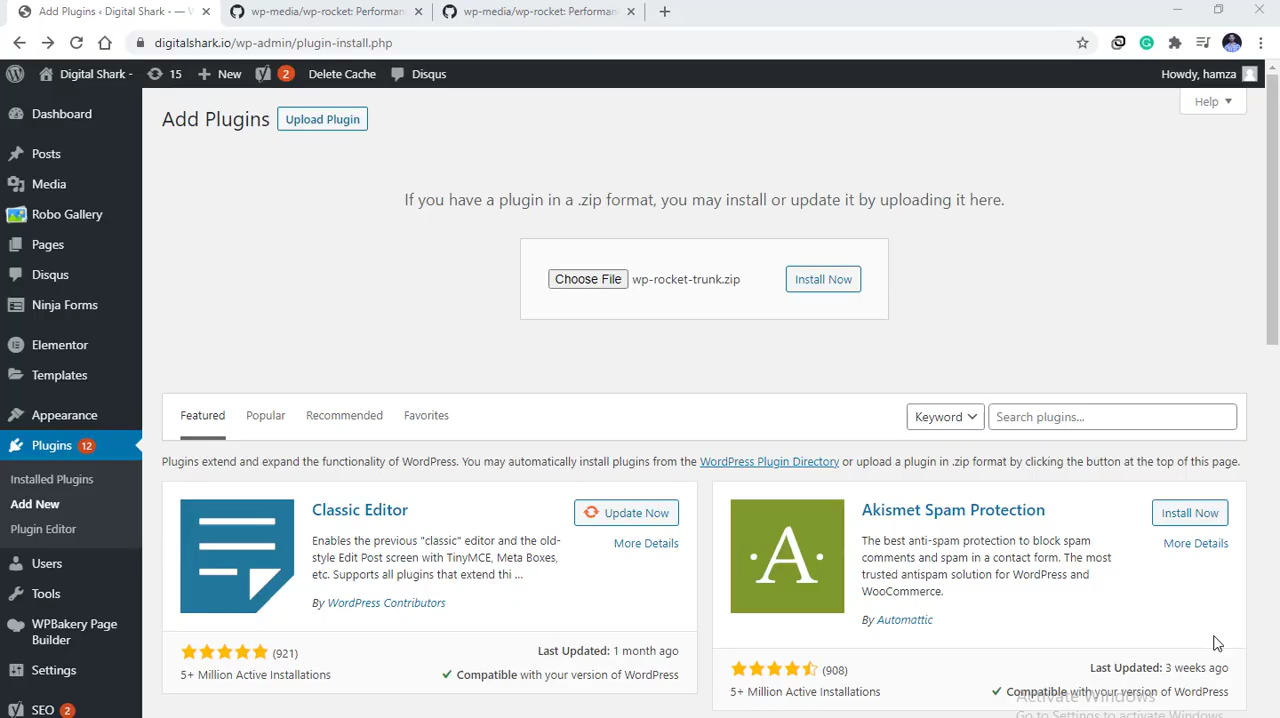 Add Plugins ‹ Digital Shark — W
wp-media/wp-rocket: Performan
wp-media/wp-rocket: Performan
digitalshark.io/wp-admin/plugin-install.php
Digital Shark -
15
New
2
Delete Cache
Disqus
Howdy, hamza
Dashboard
Posts
Media
Robo Gallery
Pages
Disqus
Ninja Forms
Elementor
Templates
Appearance
Plugins 12
Installed Plugins
Add New
Plugin Editor
Users
Tools
WPBakery Page
Builder
Settings
SEO 2
Help
Add Plugins
Upload Plugin
If you have a plugin in a .zip format, you may install or update it by uploading it here.
Choose File wp-rocket-trunk.zip
Install Now
Featured
Popular
Recommended
Favorites
Keyword
Search plugins...
Plugins extend and expand the functionality of WordPress. You may automatically install plugins from the WordPress Plugin Directory or upload a plugin in .zip format by clicking the button at the top of this page.
Classic Editor
Update Now
More Details
Enables the previous "classic" editor and the old-
style Edit Post screen with TinyMCE, Meta Boxes,
etc. Supports all plugins that extend thi ...
By WordPress Contributors
(921)
Last Updated: 1 month ago
5+ Million Active Installations
Compatible with your version of WordPress
A
Akismet Spam Protection
Install Now
More Details
The best anti-spam protection to block spam
comments and spam in a contact form. The most
trusted antispam solution for WordPress and
WooCommerce.
By Automattic
(908)
Last Updated: 3 weeks ago
5+ Million Active Installations
Compatible with your version of WordPress
Activate Windows
Go to Settings to activate Windows.